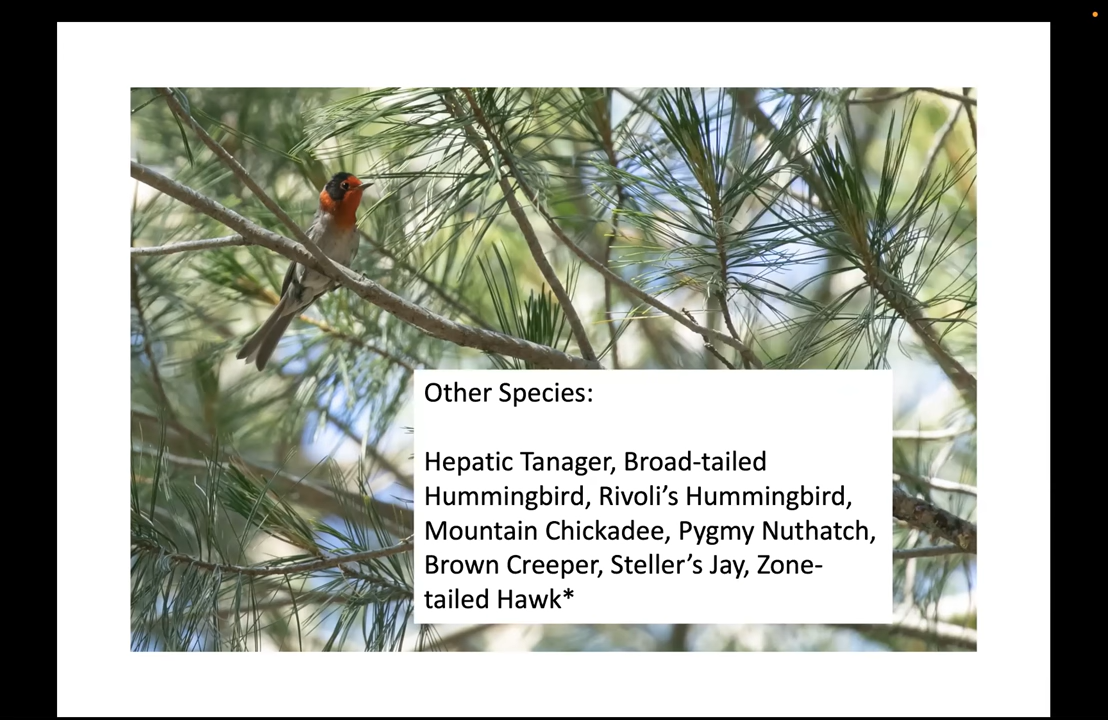 Other Species:
Hepatic Tanager, Broad-tailed
Hummingbird, Rivoli’s Hummingbird,
Mountain Chickadee, Pygmy Nuthatch,
Brown Creeper, Steller’s Jay, Zone-
tailed Hawk*